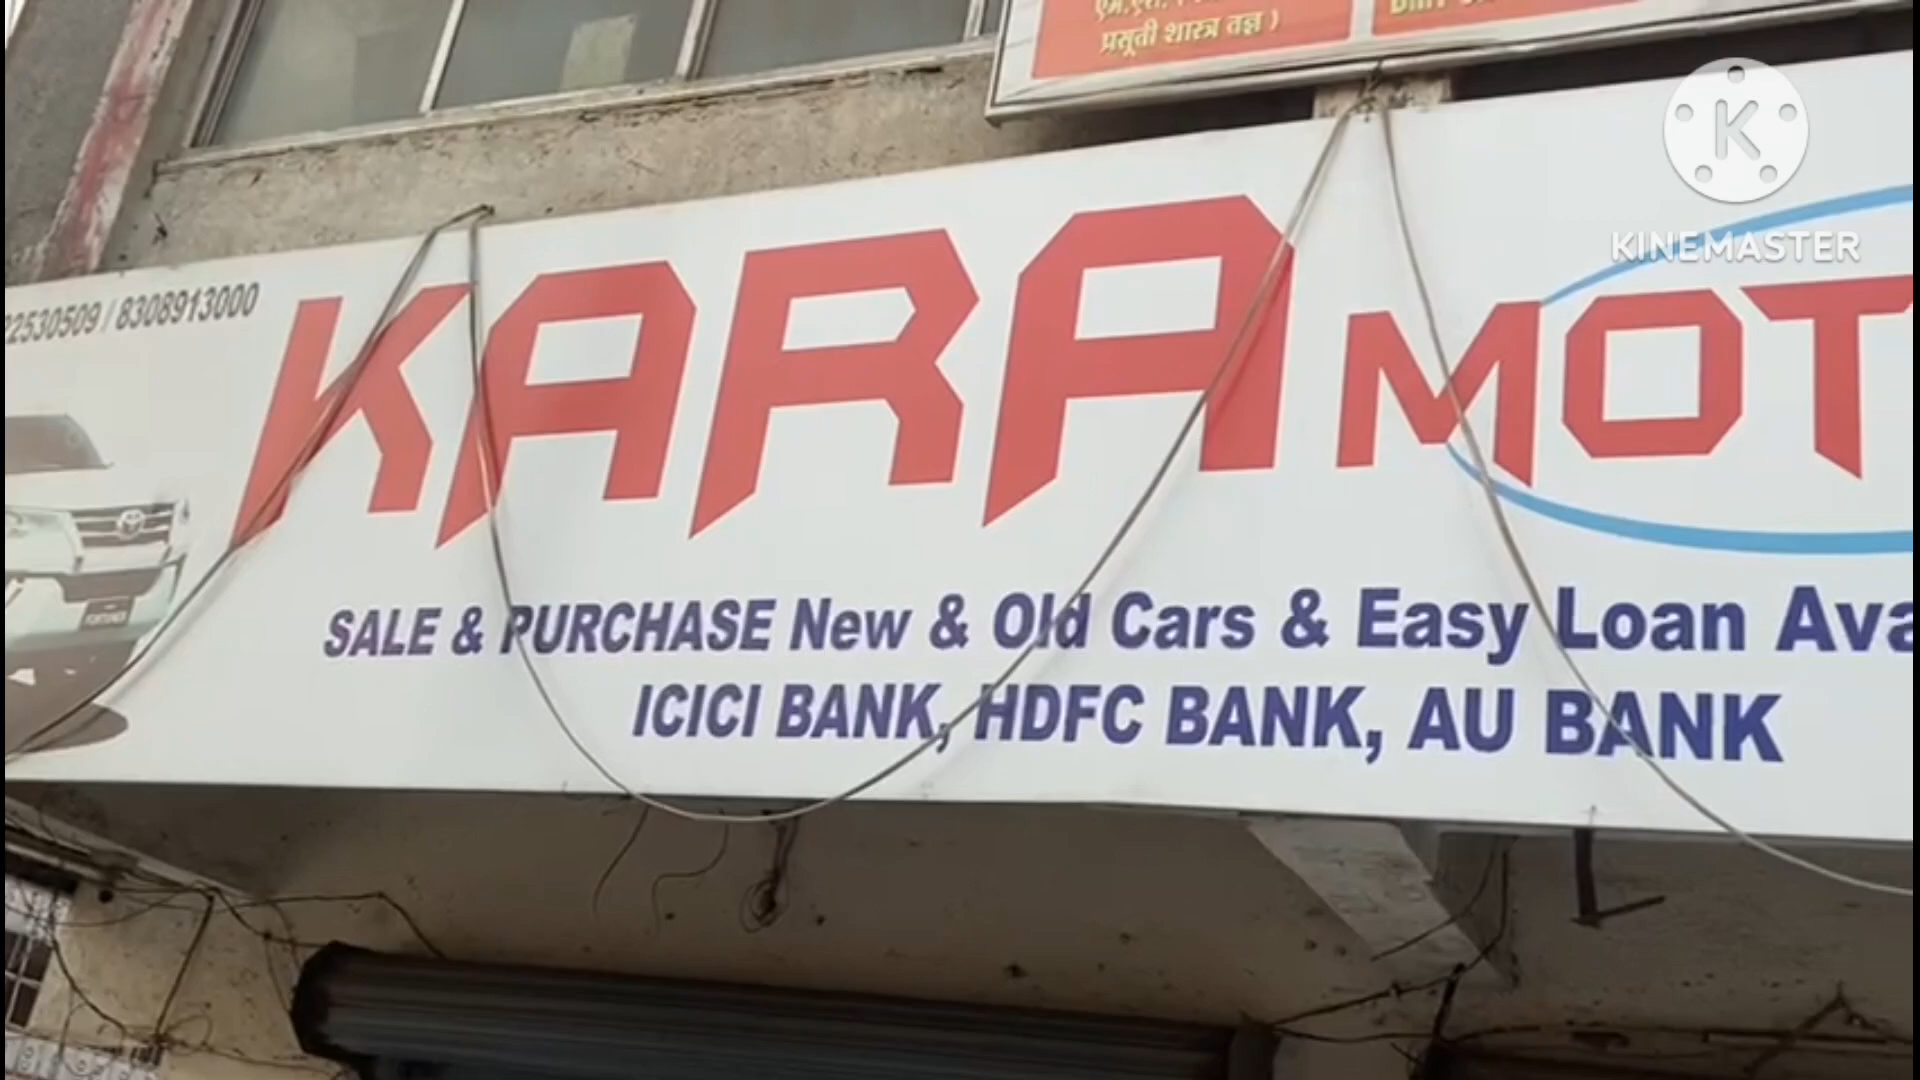 प्रसूती शास्त्र तज्ञ )
KINEMASTER
22530509 / 8308913000
KARA MOT
SALE & PURCHASE New & Old Cars & Easy Loan Ava
ICICI BANK, HDFC BANK, AU BANK